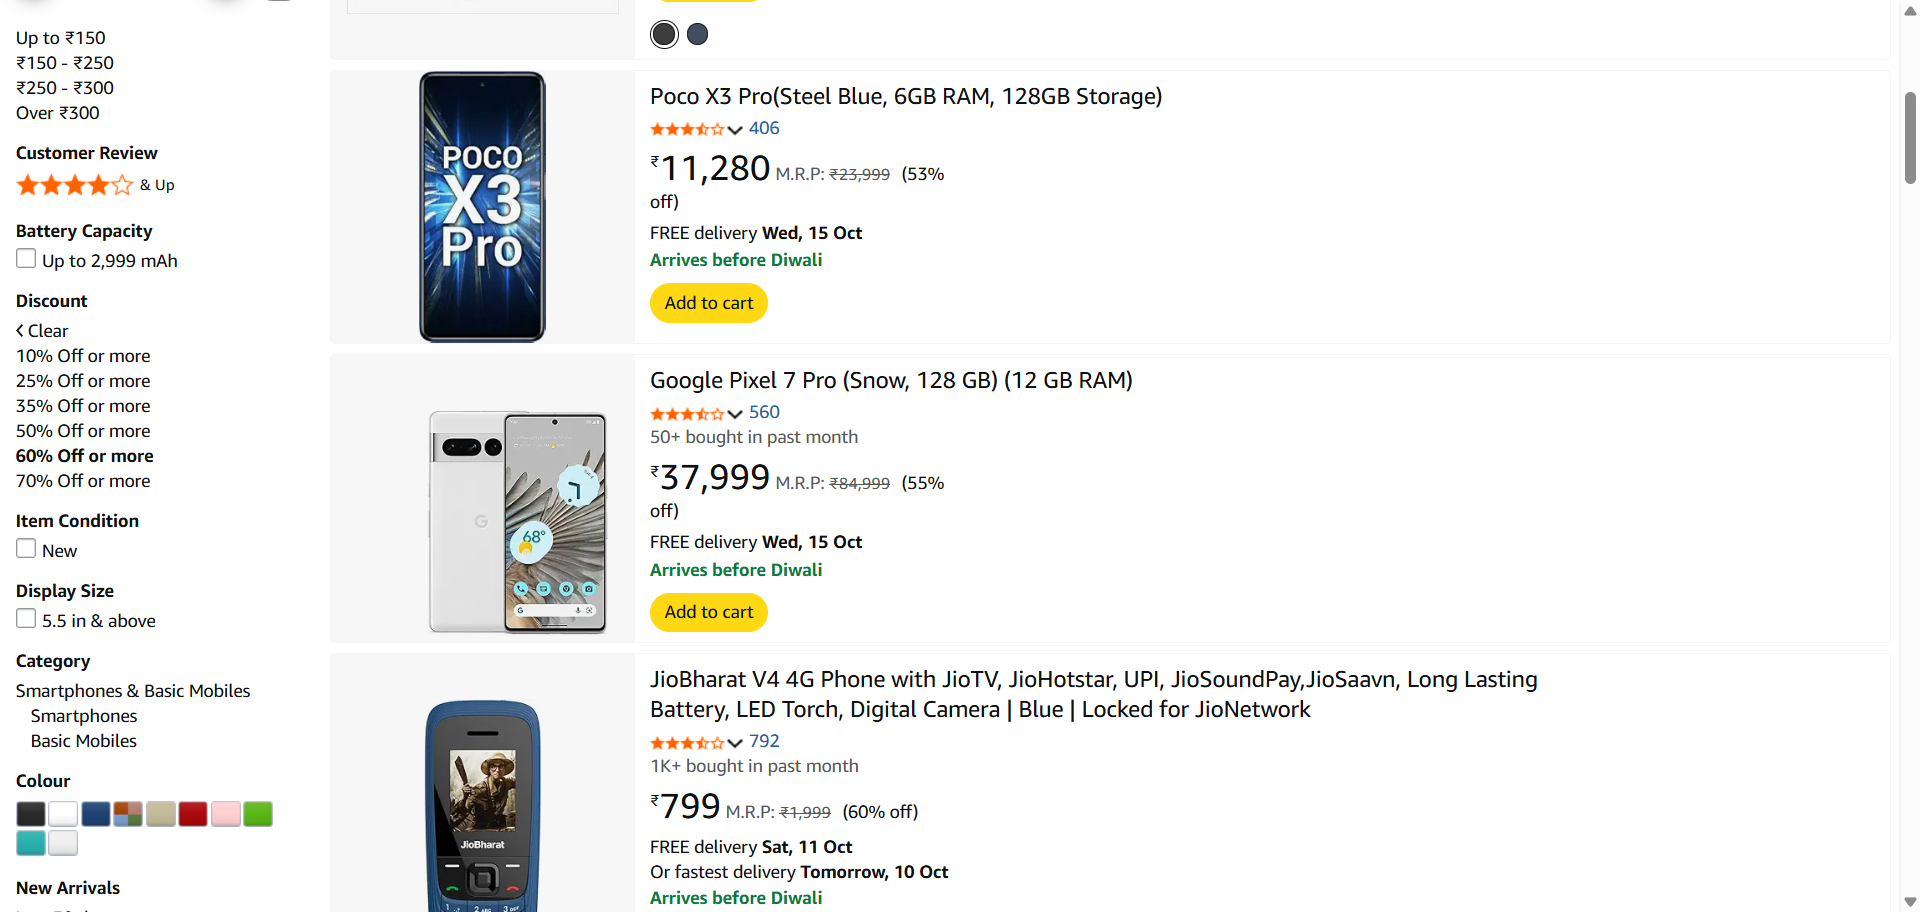 Up to ₹150
₹150 - ₹250
₹250 - ₹300
Over ₹300
Customer Review
& Up
Battery Capacity
Up to 2,999 mAh
Discount
Clear
10% Off or more
25% Off or more
35% Off or more
50% Off or more
60% Off or more
70% Off or more
Item Condition
New
Display Size
5.5 in & above
Category
Smartphones & Basic Mobiles
Smartphones
Basic Mobiles
Colour
New Arrivals
POCO
X3
Pro
Poco X3 Pro(Steel Blue, 6GB RAM, 128GB Storage)
406
₹11,280 M.R.P: ₹23,999 (53%
off)
FREE delivery Wed, 15 Oct
Arrives before Diwali
Add to cart
68°
G
Google Pixel 7 Pro (Snow, 128 GB) (12 GB RAM)
560
50+ bought in past month
₹37,999 M.R.P: ₹84,999 (55%
off)
FREE delivery Wed, 15 Oct
Arrives before Diwali
Add to cart
JioBharat
JioBharat V4 4G Phone with JioTV, JioHotstar, UPI, JioSoundPay,JioSaavn, Long Lasting
Battery, LED Torch, Digital Camera | Blue | Locked for JioNetwork
792
1K+ bought in past month
₹799 M.R.P: ₹1,999 (60% off)
FREE delivery Sat, 11 Oct
Or fastest delivery Tomorrow, 10 Oct
Arrives before Diwali